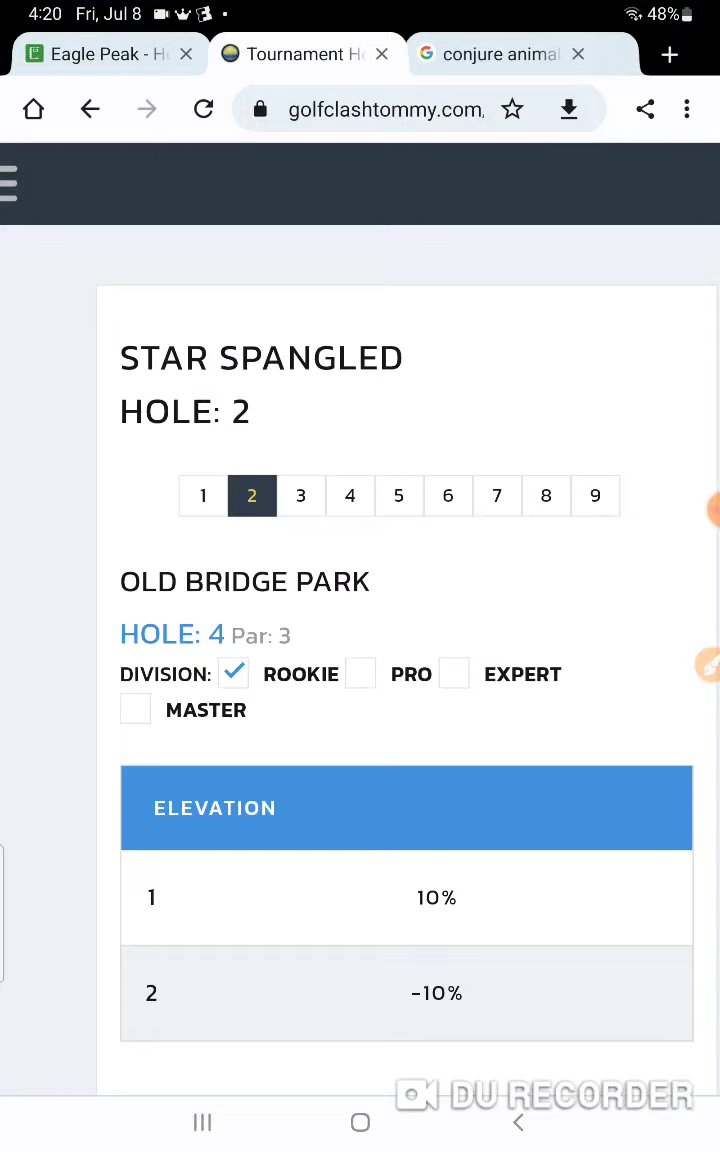 4:20 Fri, Jul 8 48%
Eagle Peak - Ho Tournament Ho conjure animal
golfclashtommy.com,
STAR SPANGLED
HOLE: 2
1 2 3 4 5 6 7 8 9
OLD BRIDGE PARK
HOLE: 4 Par: 3
DIVISION: ROOKIE PRO EXPERT
MASTER
ELEVATION
1 10%
2 -10%
DU RECORDER